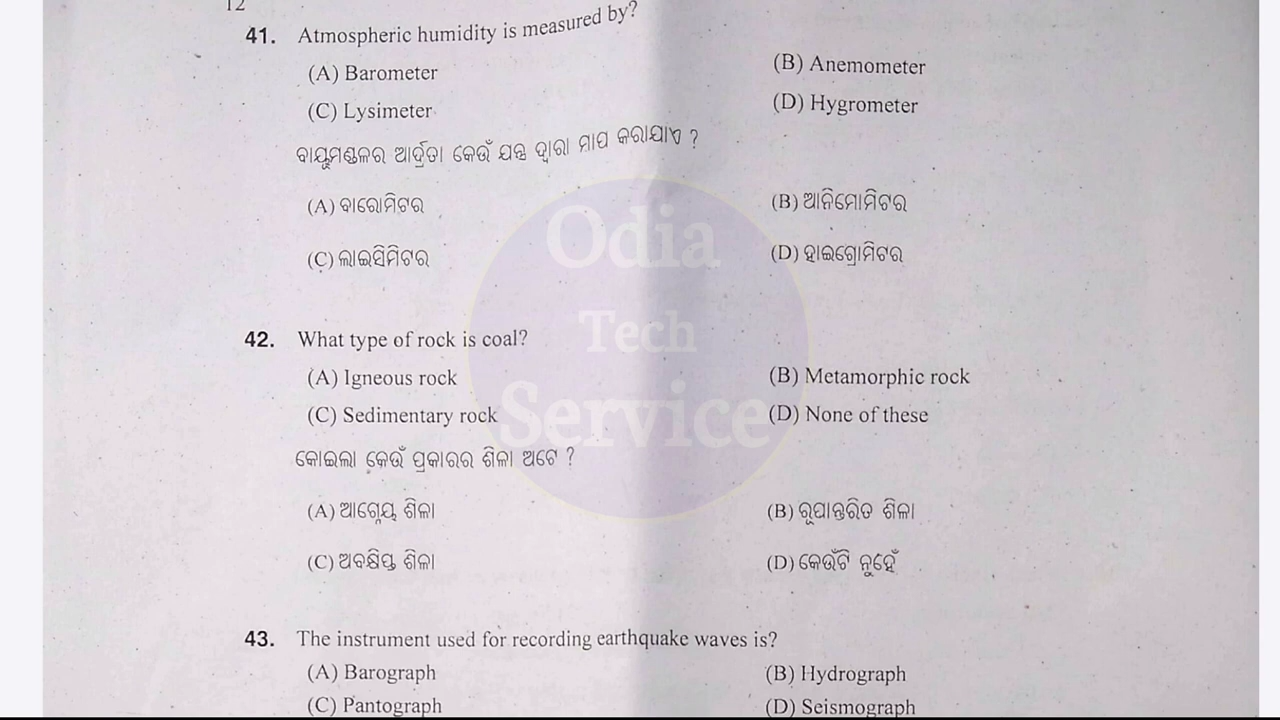 12
41. Atmospheric humidity is measured by?
(A) Barometer (B) Anemometer
(C) Lysimeter (D) Hygrometer
ବାୟୁମଣ୍ଡଳର ଆର୍ଦ୍ରତା କେଉଁ ଯନ୍ତ୍ର ଦ୍ୱାରା ମାପ କରାଯାଏ ?
(A) ବାରୋମିଟର (B) ଆନିମୋମିଟର
(C) ଲାଇସିମିଟର (D) ହାଇଗ୍ରୋମିଟର
Odia
Tech
Service
42. What type of rock is coal?
(A) Igneous rock (B) Metamorphic rock
(C) Sedimentary rock (D) None of these
କୋଇଲା କେଉଁ ପ୍ରକାରର ଶିଳା ଅଟେ ?
(A) ଆଗ୍ନେୟ ଶିଳା (B) ରୂପାନ୍ତରିତ ଶିଳା
(C) ଅବକ୍ଷିପ୍ତ ଶିଳା (D) କେଉଁଟି ନୁହେଁ
43. The instrument used for recording earthquake waves is?
(A) Barograph (B) Hydrograph
(C) Pantograph (D) Seismograph